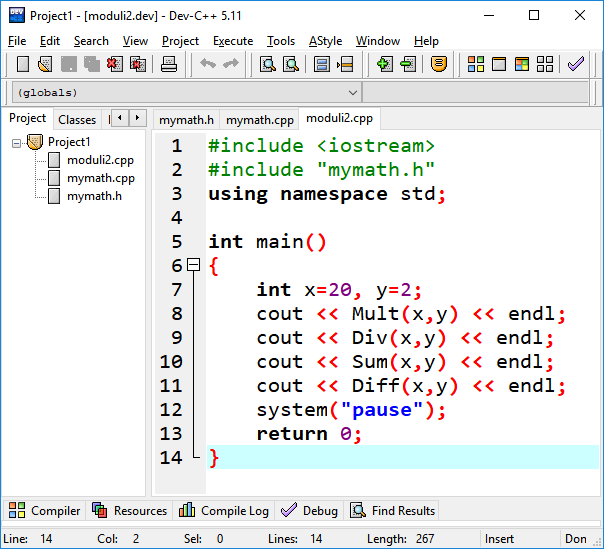 Project1 - [moduli2.dev] - Dev-C++ 5.11
File Edit Search View Project Execute Tools AStyle Window Help
(globals)
Project Classes
mymath.h mymath.cpp moduli2.cpp
Project1
moduli2.cpp
mymath.cpp
mymath.h
1 #include <iostream>
2 #include "mymath.h"
3 using namespace std;
4
5 int main()
6 {
7 int x=20, y=2;
8 cout << Mult(x,y) << endl;
9 cout << Div(x,y) << endl;
10 cout << Sum(x,y) << endl;
11 cout << Diff(x,y) << endl;
12 system("pause");
13 return 0;
14 }
Compiler Resources Compile Log Debug Find Results
Line: 14 Col: 2 Sel: 0 Lines: 14 Length: 267 Insert Don